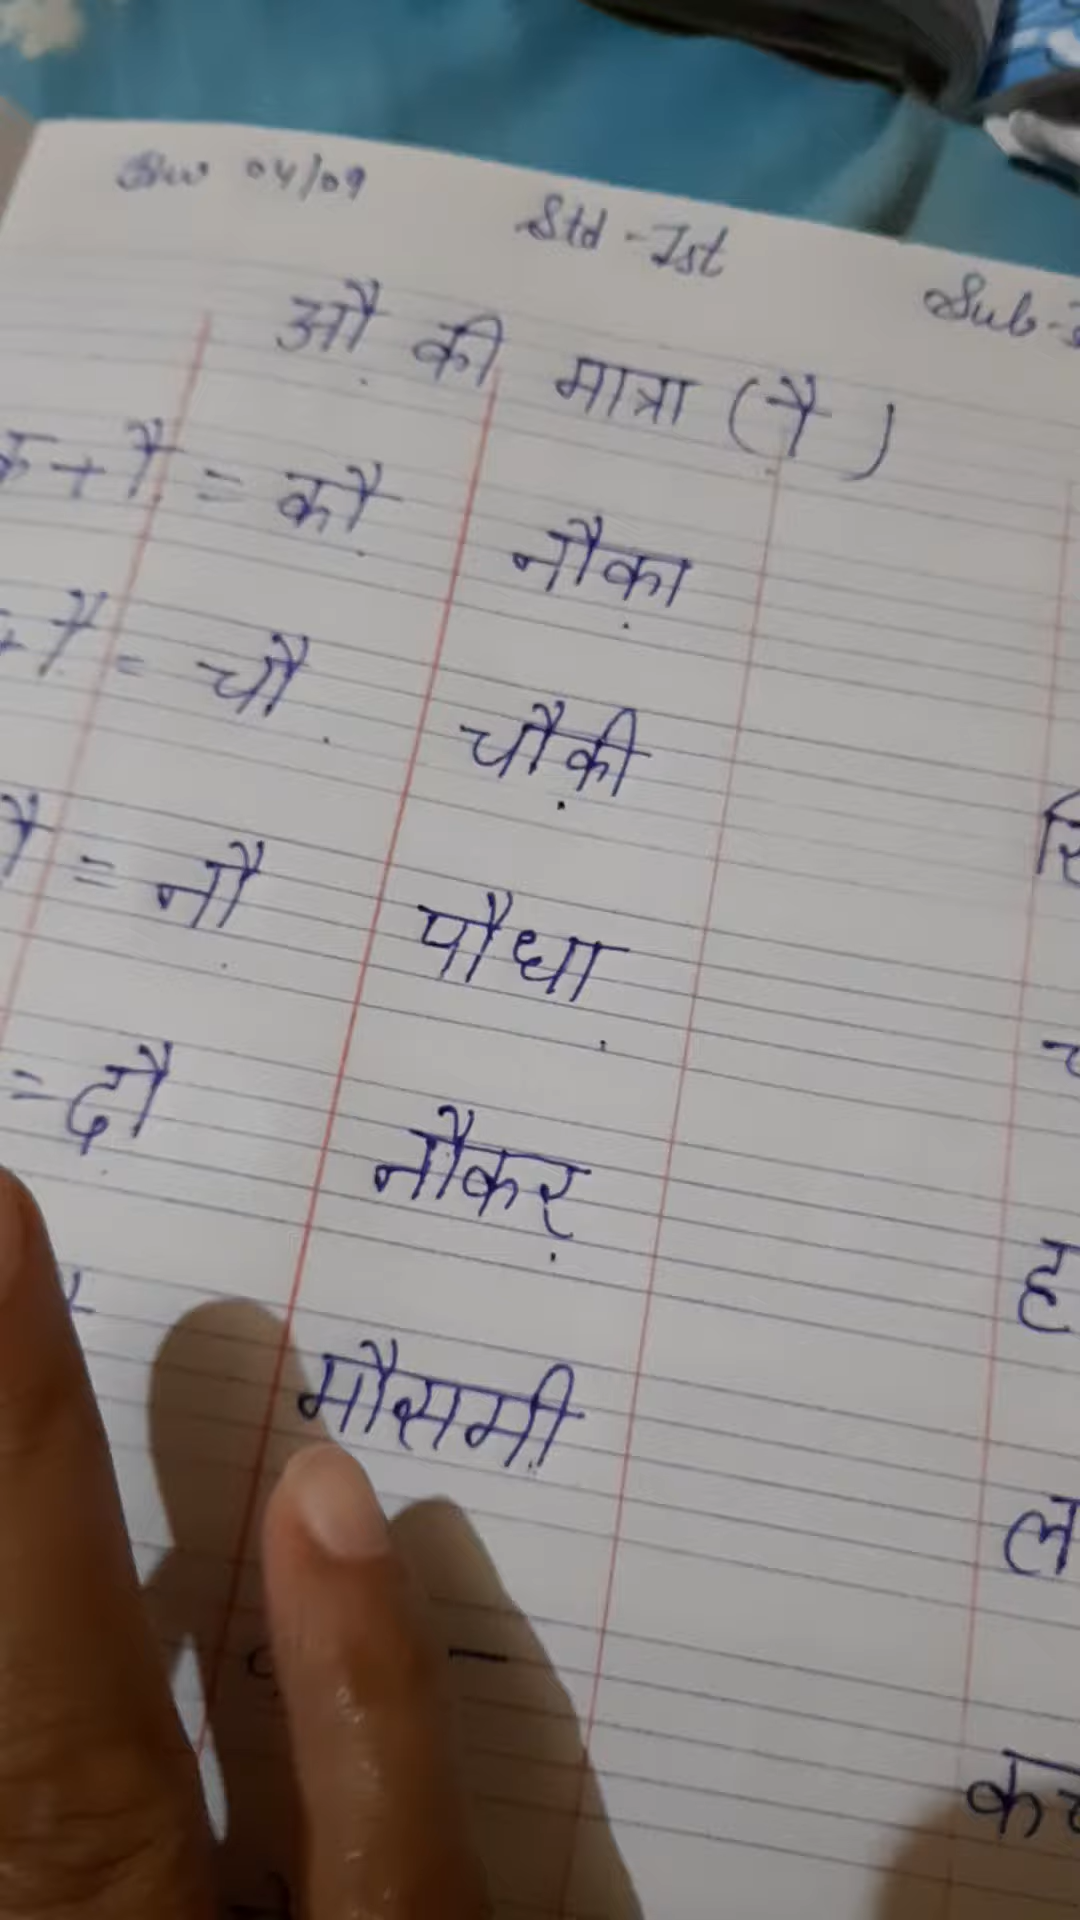 04/09 Std - Ist Sub-
औ की मात्रा (ौ)
क + ौ = कौ नौका
+ ौ = चौ चौकी
ौ = नौ पौधा
= दौ नौकर
मौसमी